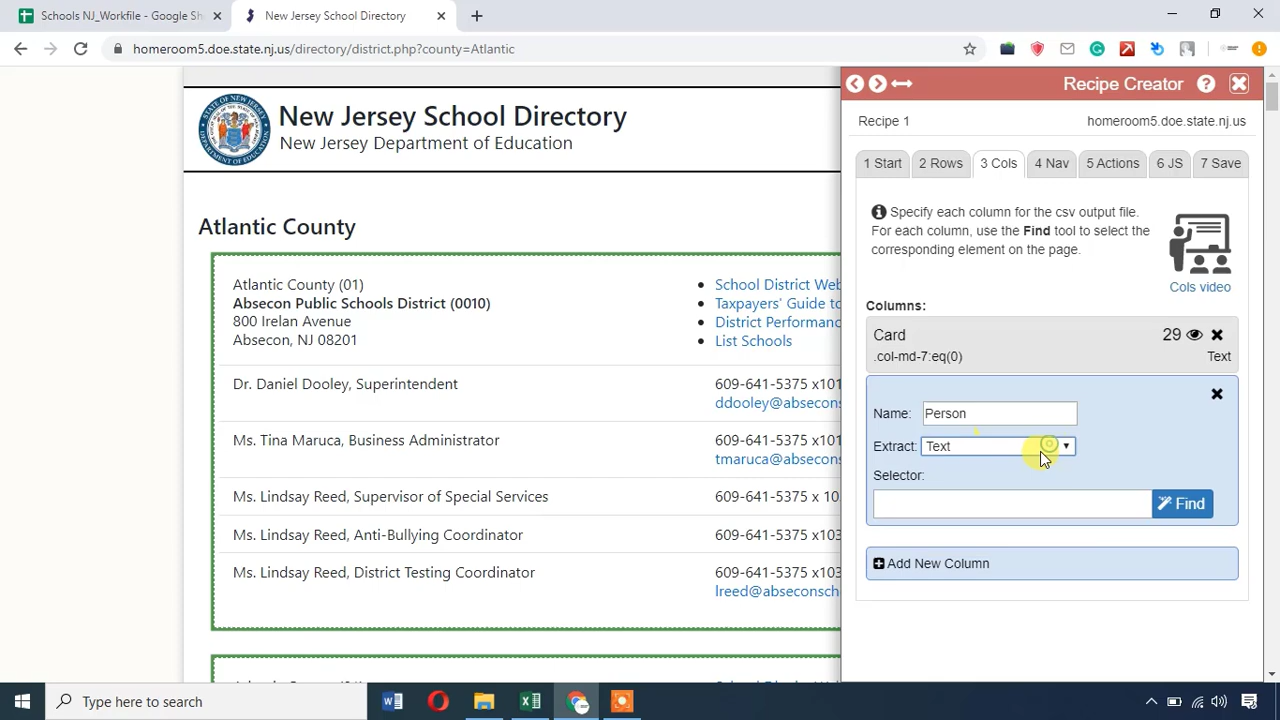 Schools NJ_Workfile - Google She
New Jersey School Directory
homeroom5.doe.state.nj.us/directory/district.php?county=Atlantic
New Jersey School Directory
New Jersey Department of Education
Atlantic County
Atlantic County (01)
Absecon Public Schools District (0010)
800 Irelan Avenue
Absecon, NJ 08201
School District Web
Taxpayers' Guide to
District Performanc
List Schools
Dr. Daniel Dooley, Superintendent
609-641-5375 x101
ddooley@absecons
Ms. Tina Maruca, Business Administrator
609-641-5375 x101
tmaruca@absecons
Ms. Lindsay Reed, Supervisor of Special Services
609-641-5375 x 10
Ms. Lindsay Reed, Anti-Bullying Coordinator
609-641-5375 x103
Ms. Lindsay Reed, District Testing Coordinator
609-641-5375 x103
lreed@abseconsch
Recipe Creator
Recipe 1
homeroom5.doe.state.nj.us
1 Start
2 Rows
3 Cols
4 Nav
5 Actions
6 JS
7 Save
Specify each column for the csv output file.
For each column, use the Find tool to select the
corresponding element on the page.
Cols video
Columns:
Card
29
.col-md-7:eq(0)
Text
Name: Person
Extract: Text
Selector:
Find
Add New Column
Type here to search